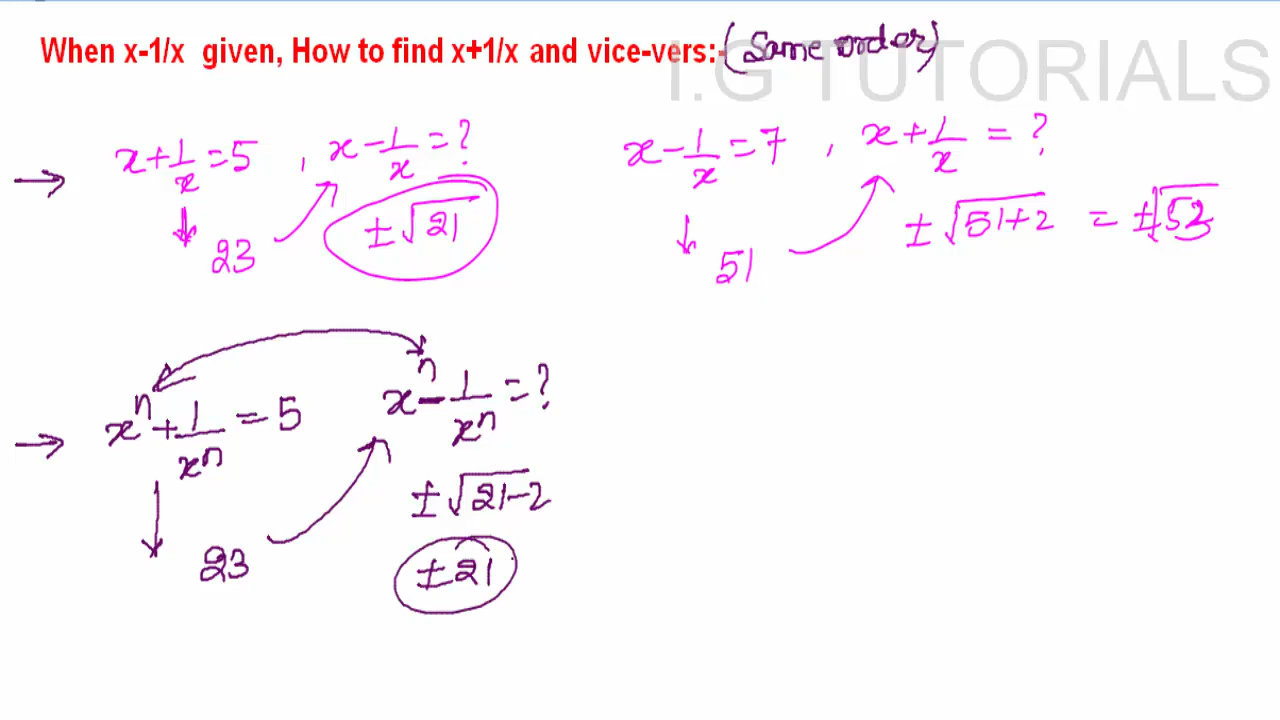 When x-1/x given, How to find x+1/x and vice-vers:- (Same order)
I.G TUTORIALS
→ x+1/x=5 , x-1/x=?
23 ±√21
x-1/x=7 , x+1/x=?
51 ±√51+2 = ±√53
→ xⁿ+1/xⁿ=5 xⁿ-1/xⁿ=?
±√21-2
23 ±21